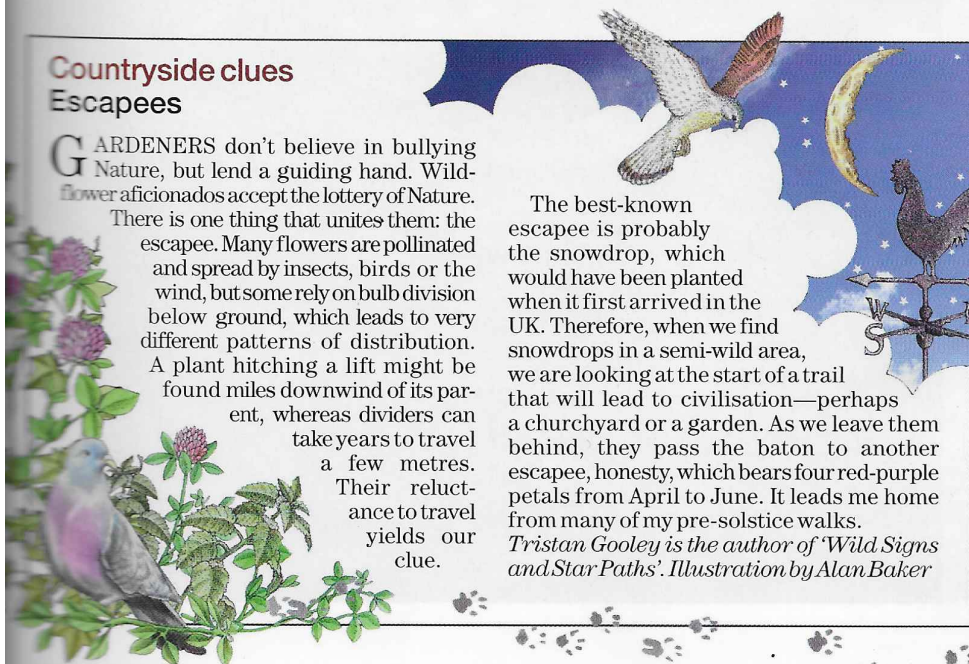 Countryside clues
Escapees
GARDENERS don't believe in bullying
Nature, but lend a guiding hand. Wild-
flower aficionados accept the lottery of Nature.
There is one thing that unites them: the
escapee. Many flowers are pollinated
and spread by insects, birds or the
wind, but some rely on bulb division
below ground, which leads to very
different patterns of distribution.
A plant hitching a lift might be
found miles downwind of its par-
ent, whereas dividers can
take years to travel
a few metres.
Their reluct-
ance to travel
yields our
clue.
The best-known
escapee is probably
the snowdrop, which
would have been planted
when it first arrived in the
UK. Therefore, when we find
snowdrops in a semi-wild area,
we are looking at the start of a trail
that will lead to civilisation—perhaps
a churchyard or a garden. As we leave them
behind, they pass the baton to another
escapee, honesty, which bears four red-purple
petals from April to June. It leads me home
from many of my pre-solstice walks.
Tristan Gooley is the author of ‘Wild Signs
and Star Paths’. Illustration by Alan Baker
W
S